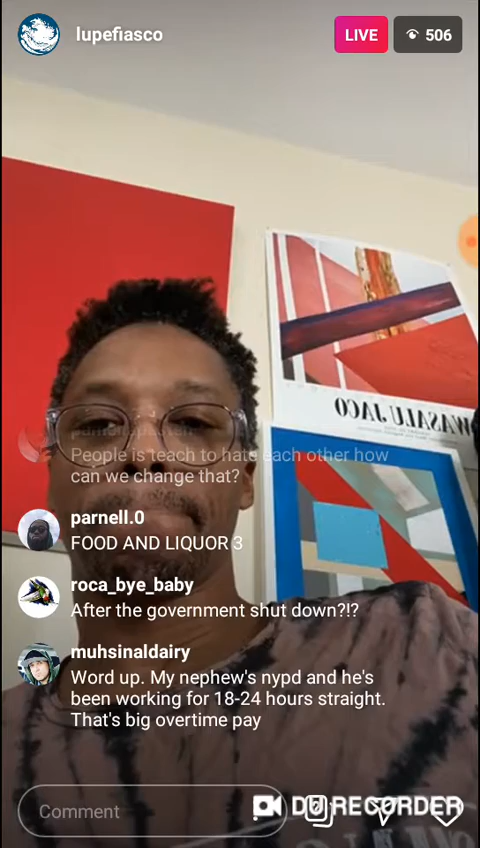 lupefiasco
LIVE
506
WASALU JACO
People is teach to hate each other how
can we change that?
parnell.0
FOOD AND LIQUOR 3
roca_bye_baby
After the government shut down?!?
muhsinaldairy
Word up. My nephew's nypd and he's
been working for 18-24 hours straight.
That's big overtime pay
Comment
DU RECORDER